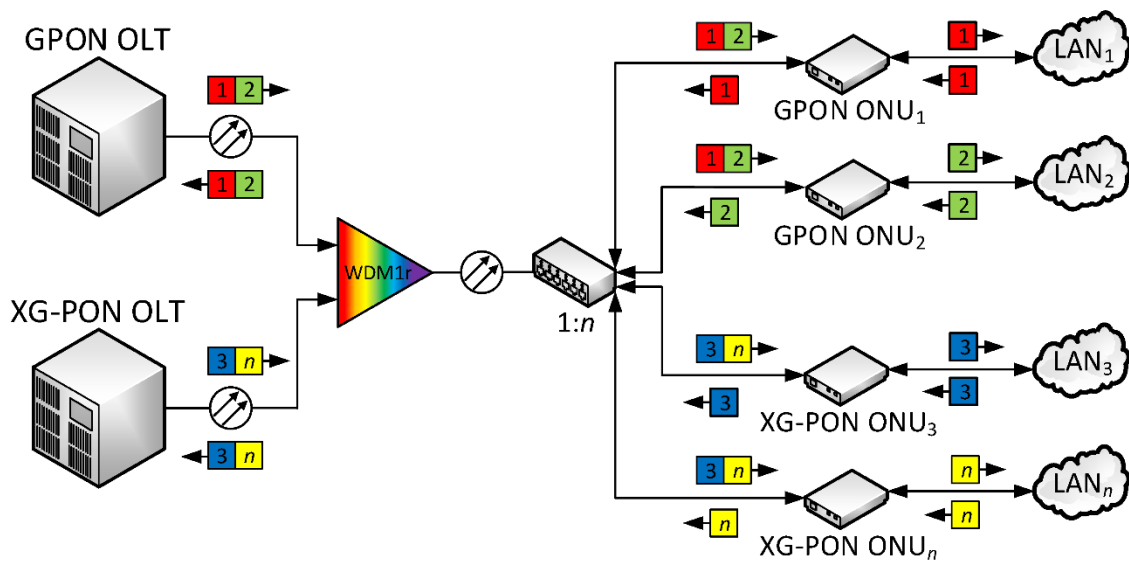 GPON OLT
1 2
1 2
XG-PON OLT
3 n
3 n
WDM1r
1:n
1 2
1
GPON ONU₁
1
1
LAN₁
1 2
2
GPON ONU₂
2
2
LAN₂
3 n
3
XG-PON ONU₃
3
3
LAN₃
3 n
n
XG-PON ONUₙ
n
n
LANₙ